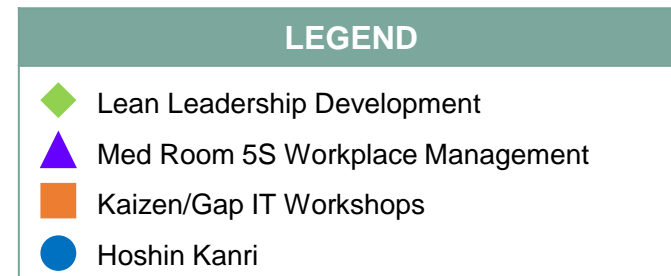 LEGEND
Lean Leadership Development
Med Room 5S Workplace Management
Kaizen/Gap IT Workshops
Hoshin Kanri